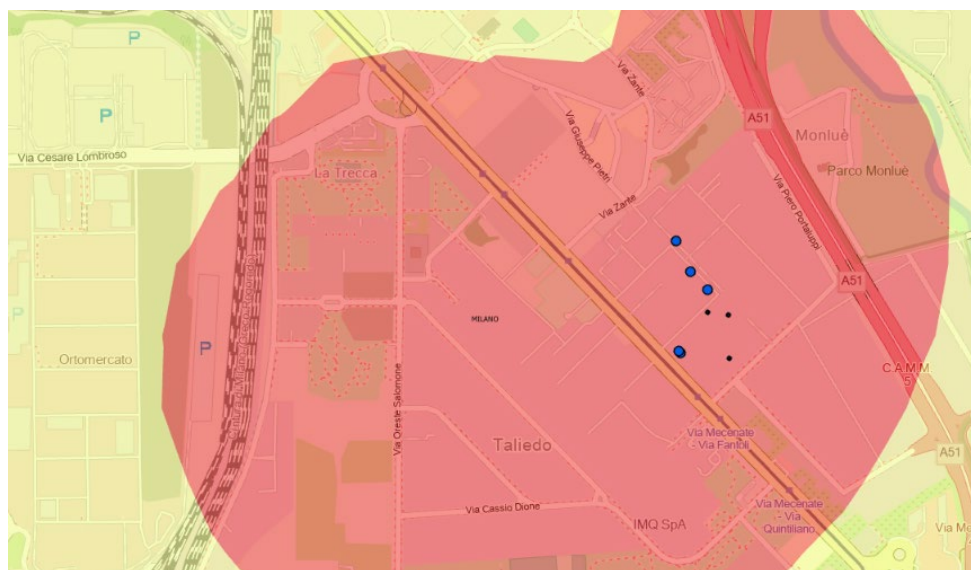 P
P
Via Cesare Lombroso
La Trecca
Via Zante
Via Giuseppe Pietri
A51
Monluè
Parco Monluè
Via Zante
Via Piero Portaluppi
A51
P
MILANO
P
Ortomercato
Via Oreste Salomone
C.A.M.M
5
Taliedo
Via Mecenate
- Via Fantoli
A51
Via Cassio Dione
IMQ SpA
Via Mecenate
- Via
Quintiliano
Via Me